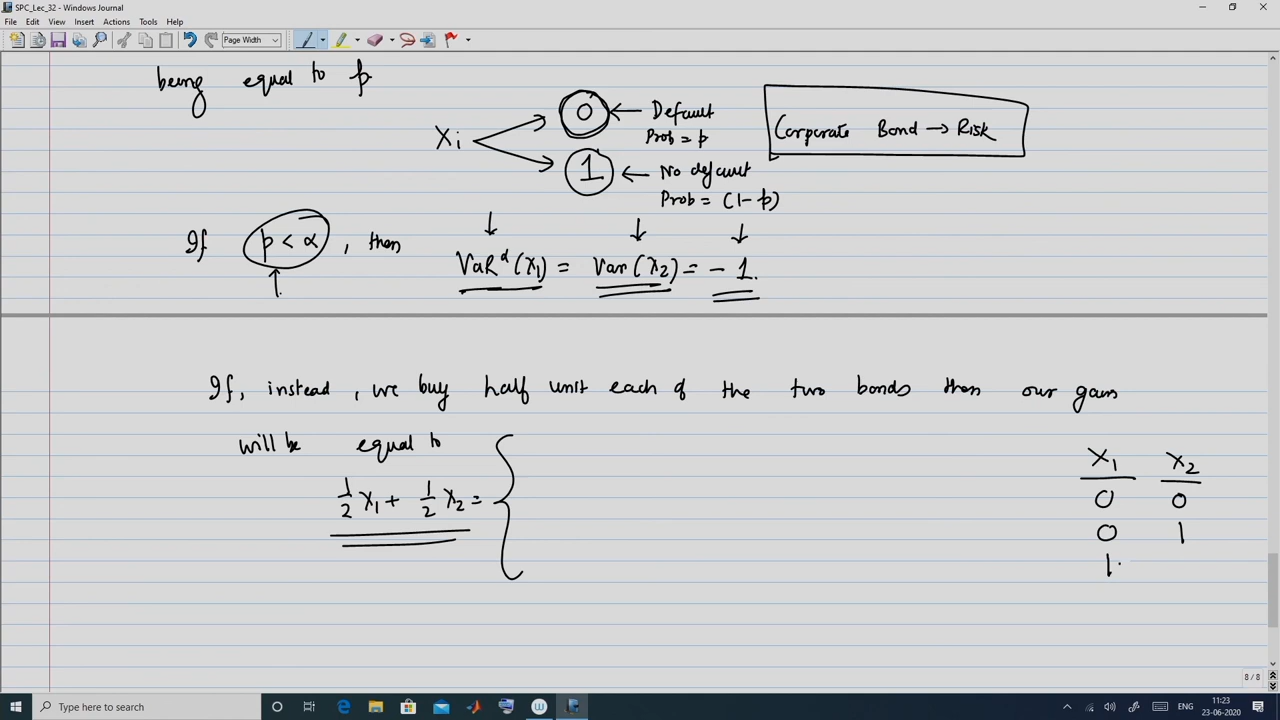 SPC_Lec_32 - Windows Journal
File Edit View Insert Actions Tools Help
Page Width
being equal to p
Xi
0 ← Default
Prob = p
1 ← No default
Prob = (1-p)
Corporate Bond → Risk
If p < α, then VaR^α(X1) = Var(X2) = -1.
If, instead, we buy half unit each of the two bonds then our gain
will be equal to
1/2 X1 + 1/2 X2 = {
X1 X2
0 0
0 1
1
8 / 8
Type here to search
ENG
11:23
23-06-2020